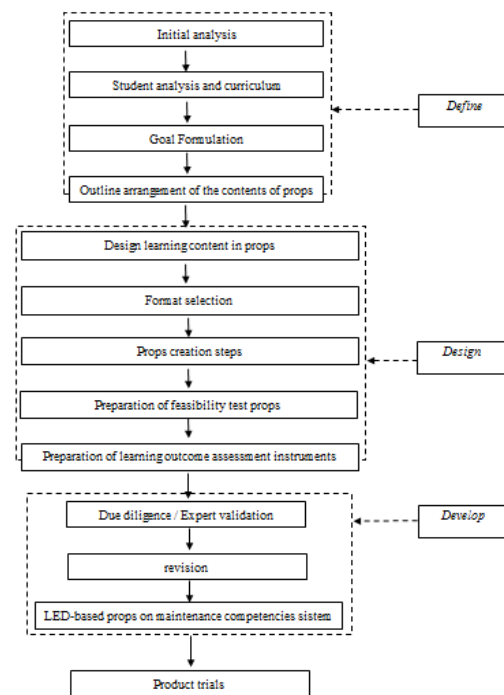 Initial analysis
Student analysis and curriculum
Define
Goal Formulation
Outline arrangement of the contents of props
Design learning content in props
Format selection
Props creation steps
Design
Preparation of feasibility test props
Preparation of learning outcome assessment instruments
Due diligence / Expert validation
Develop
revision
LED-based props on maintenance competencies sistem
Product trials